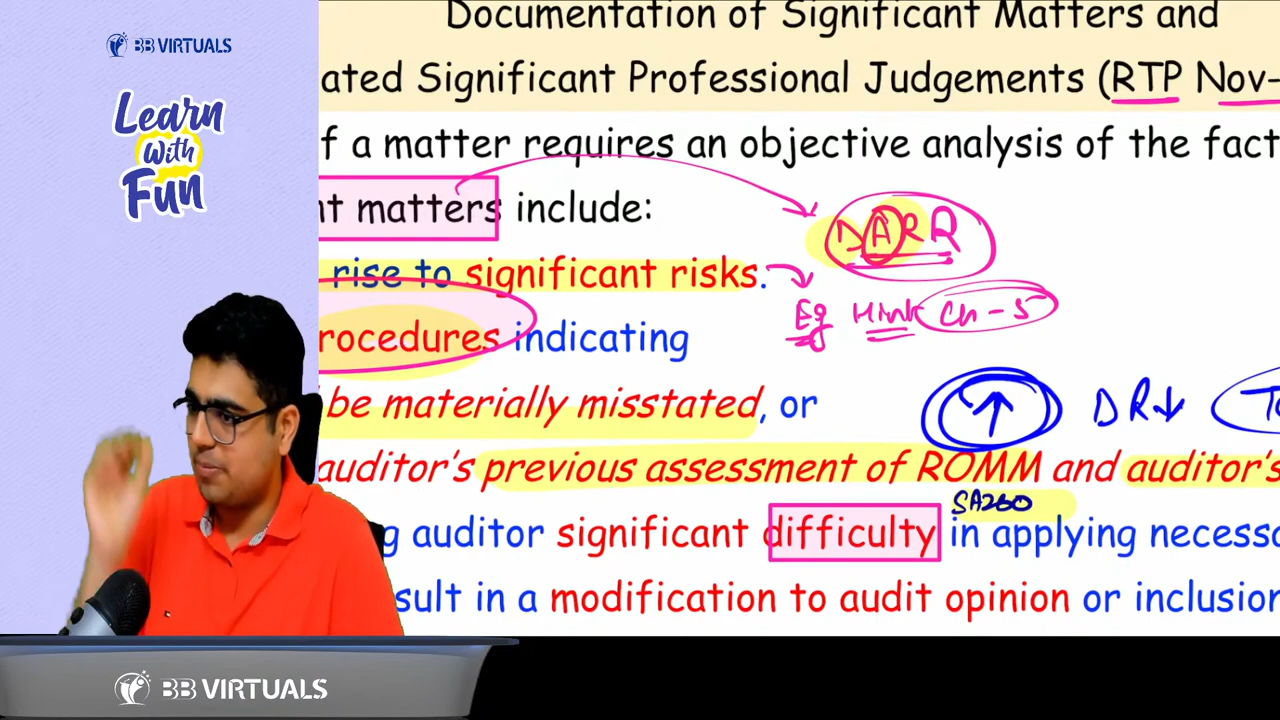 BB VIRTUALS
Learn
With
Fun
Documentation of Significant Matters and
ated Significant Professional Judgements (RTP Nov-
f a matter requires an objective analysis of the fact
nt matters include:
DARR
rise to significant risks.
Eg Hink Ch-5
rocedures indicating
be materially misstated, or
↑ DR↓
auditor's previous assessment of ROMM and auditor's
SA260
g auditor significant difficulty in applying necess
sult in a modification to audit opinion or inclusion
BB VIRTUALS